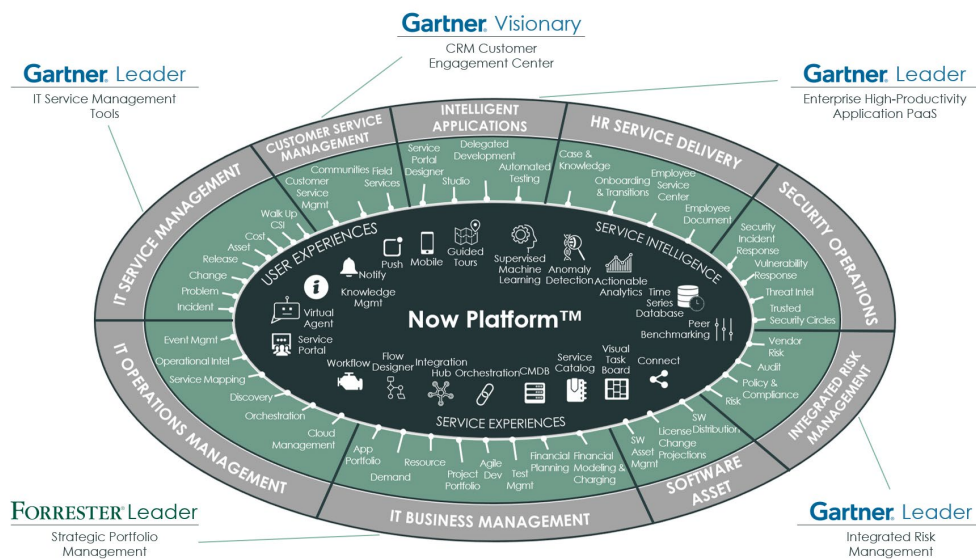 Gartner Visionary
CRM Customer
Engagement Center
Gartner Leader
IT Service Management
Tools
Gartner Leader
Enterprise High-Productivity
Application PaaS
IT SERVICE MANAGEMENT
CUSTOMER SERVICE
MANAGEMENT
INTELLIGENT
APPLICATIONS
HR SERVICE DELIVERY
SECURITY OPERATIONS
INTEGRATED RISK
MANAGEMENT
SOFTWARE
ASSET
IT BUSINESS MANAGEMENT
IT OPERATIONS MANAGEMENT
Incident
Problem
Change
Release
Asset
Cost
CSI
Walk Up
Customer
Service
Mgmt
Communities
Field
Services
Service
Portal
Designer
Studio
Delegated
Development
Automated
Testing
Case &
Knowledge
Onboarding
& Transitions
Employee
Service
Center
Employee
Document
Security
Incident
Response
Vulnerability
Response
Threat Intel
Trusted
Security Circles
Vendor
Risk
Audit
Policy &
Compliance
Risk
SW
Distribution
License
Change
Projections
SW
Asset
Mgmt
Financial
Modeling &
Charging
Financial
Planning
Test
Mgmt
Agile
Dev
Project
Portfolio
Resource
Demand
App
Portfolio
Cloud
Management
Orchestration
Discovery
Service Mapping
Operational Intel
Event Mgmt
USER EXPERIENCES
SERVICE INTELLIGENCE
Service
Portal
Virtual
Agent
Knowledge
Mgmt
Notify
Push
Mobile
Guided
Tours
Supervised
Machine
Learning
Anomaly
Detection
Actionable
Analytics
Time
Series
Database
Peer
Benchmarking
Now Platform™
Workflow
Flow
Designer
Integration
Hub
Orchestration
CMDB
Service
Catalog
Visual
Task
Board
Connect
SERVICE EXPERIENCES
FORRESTER® Leader
Strategic Portfolio
Management
Gartner Leader
Integrated Risk
Management